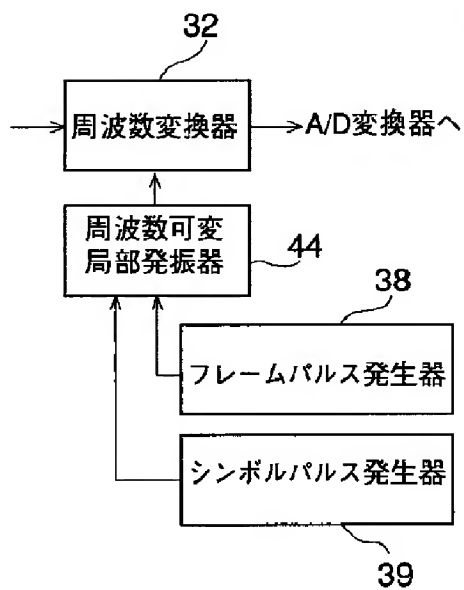 32
周波数変換器
A/D変換器へ
周波数可変
局部発振器
44
38
フレームパルス発生器
シンボルパルス発生器
39